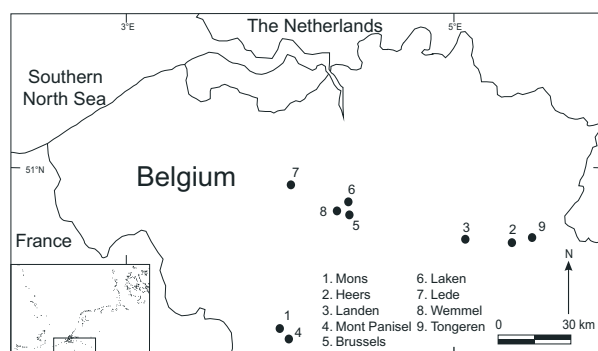 3°E
The Netherlands
5°E
Southern
North Sea
51°N
Belgium
7
6
8
5
3
2
9
France
N
1
4
1. Mons
2. Heers
3. Landen
4. Mont Panisel
5. Brussels
6. Laken
7. Lede
8. Wemmel
9. Tongeren
0
30 km